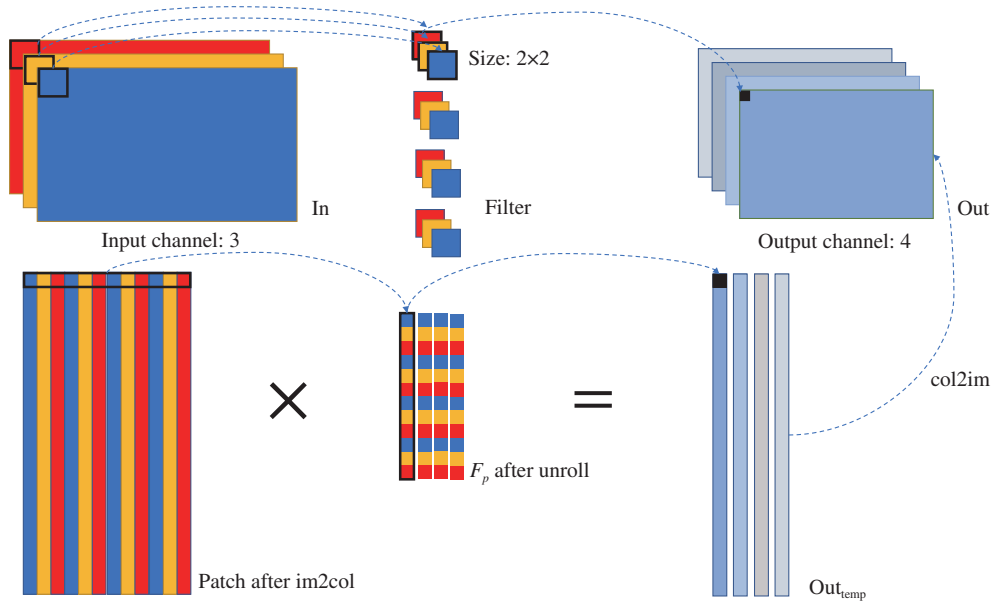 Size: 2×2
In
Filter
Out
Input channel: 3
Output channel: 4
×
=
col2im
F_p after unroll
Patch after im2col
Out_temp